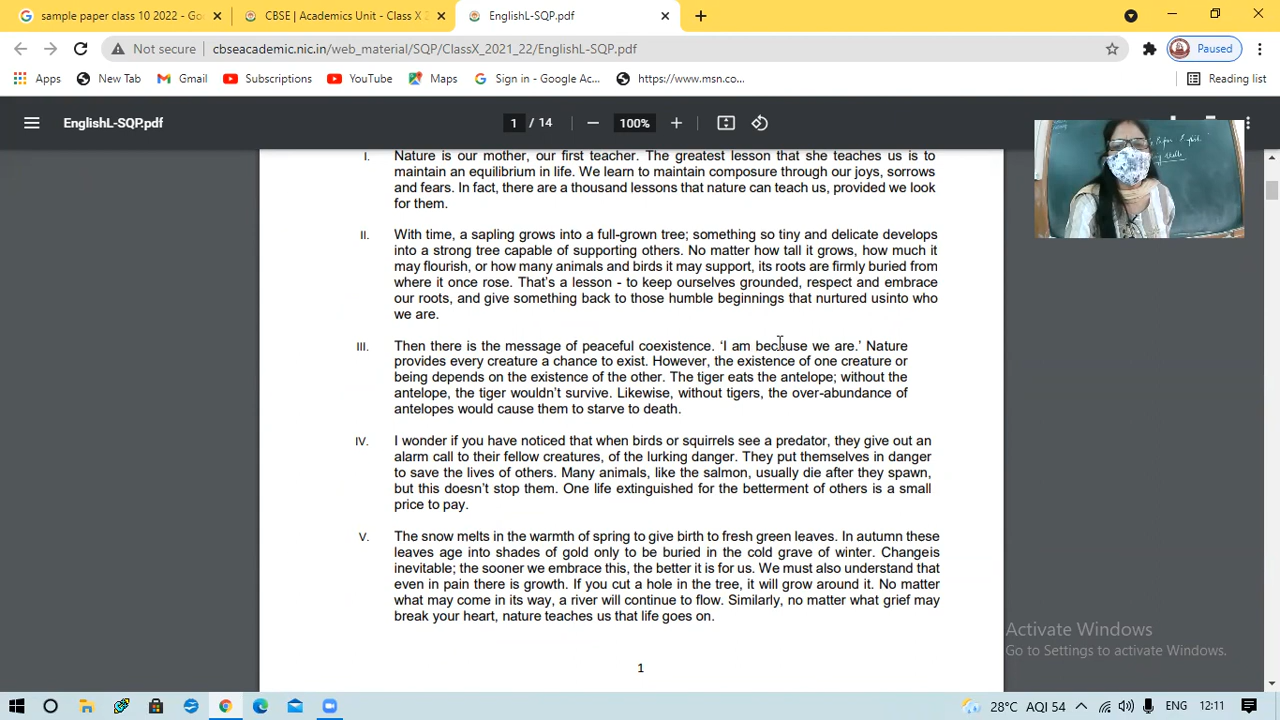 sample paper class 10 2022 - Go
CBSE | Academics Unit - Class X
EnglishL-SQP.pdf
Not secure
cbseacademic.nic.in/web_material/SQP/ClassX_2021_22/EnglishL-SQP.pdf
Paused
Apps
New Tab
Gmail
Subscriptions
YouTube
Maps
Sign in - Google Ac...
https://www.msn.co...
Reading list
EnglishL-SQP.pdf
1 / 14
100%
I. Nature is our mother, our first teacher. The greatest lesson that she teaches us is to
maintain an equilibrium in life. We learn to maintain composure through our joys, sorrows
and fears. In fact, there are a thousand lessons that nature can teach us, provided we look
for them.
II. With time, a sapling grows into a full-grown tree; something so tiny and delicate develops
into a strong tree capable of supporting others. No matter how tall it grows, how much it
may flourish, or how many animals and birds it may support, its roots are firmly buried from
where it once rose. That's a lesson - to keep ourselves grounded, respect and embrace
our roots, and give something back to those humble beginnings that nurtured usinto who
we are.
III. Then there is the message of peaceful coexistence. 'I am because we are.' Nature
provides every creature a chance to exist. However, the existence of one creature or
being depends on the existence of the other. The tiger eats the antelope; without the
antelope, the tiger wouldn't survive. Likewise, without tigers, the over-abundance of
antelopes would cause them to starve to death.
IV. I wonder if you have noticed that when birds or squirrels see a predator, they give out an
alarm call to their fellow creatures, of the lurking danger. They put themselves in danger
to save the lives of others. Many animals, like the salmon, usually die after they spawn,
but this doesn't stop them. One life extinguished for the betterment of others is a small
price to pay.
V. The snow melts in the warmth of spring to give birth to fresh green leaves. In autumn these
leaves age into shades of gold only to be buried in the cold grave of winter. Changeis
inevitable; the sooner we embrace this, the better it is for us. We must also understand that
even in pain there is growth. If you cut a hole in the tree, it will grow around it. No matter
what may come in its way, a river will continue to flow. Similarly, no matter what grief may
break your heart, nature teaches us that life goes on.
1
Activate Windows
Go to Settings to activate Windows.
28°C AQI 54
ENG
12:11